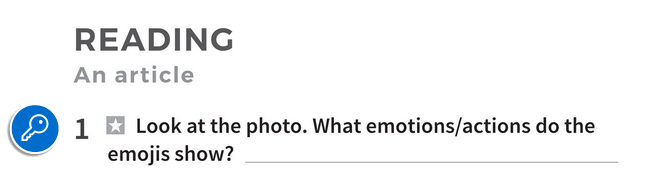 READING
An article
1 Look at the photo. What emotions/actions do the
emojis show?